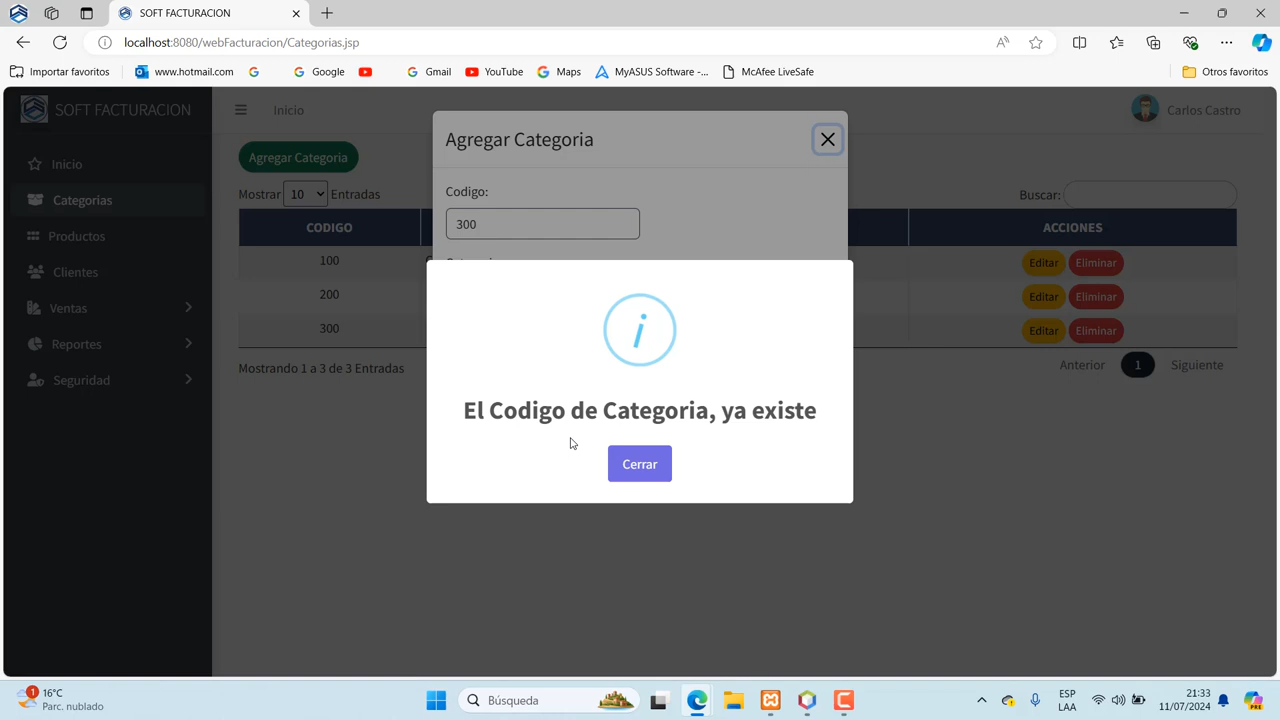 SOFT FACTURACION
localhost:8080/webFacturacion/Categorias.jsp
Importar favoritos
www.hotmail.com
Google
Gmail
YouTube
Maps
MyASUS Software -...
McAfee LiveSafe
Otros favoritos
SOFT FACTURACION
Inicio
Carlos Castro
Inicio
Categorias
Productos
Clientes
Ventas
Reportes
Seguridad
Agregar Categoria
Mostrar 10 Entradas
Buscar:
CODIGO
ACCIONES
100
Editar Eliminar
200
Editar Eliminar
300
Editar Eliminar
Mostrando 1 a 3 de 3 Entradas
Anterior 1 Siguiente
Agregar Categoria
Codigo:
300
El Codigo de Categoria, ya existe
Cerrar
1
16°C
Parc. nublado
Búsqueda
ESP
LAA
21:33
11/07/2024